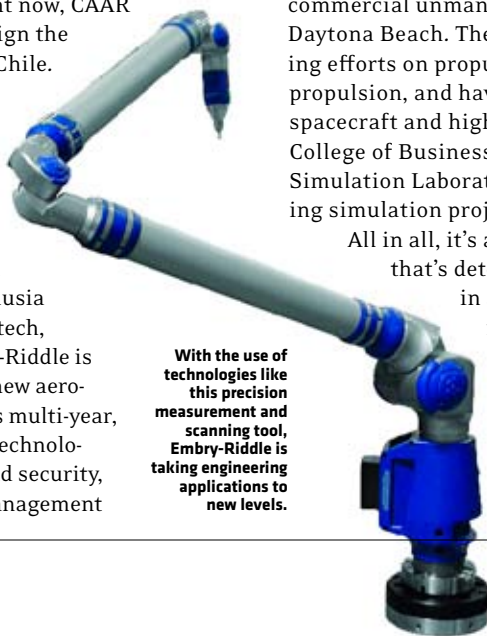 nt now, CAAR
ign the
Chile.
usia
tech,
-Riddle is
new aero-
s multi-year,
echnolo-
d security,
anagement
With the use of
technologies like
this precision
measurement and
scanning tool,
Embry-Riddle is
taking engineering
applications to
new levels.
commercial unman
Daytona Beach. The
ing efforts on propu
propulsion, and hav
spacecraft and high
College of Business
Simulation Laborat
ing simulation proj
All in all, it's a
that's det
in